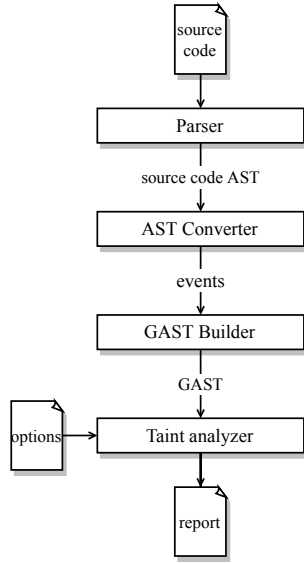 source
code
Parser
source code AST
AST Converter
events
GAST Builder
GAST
options
Taint analyzer
report